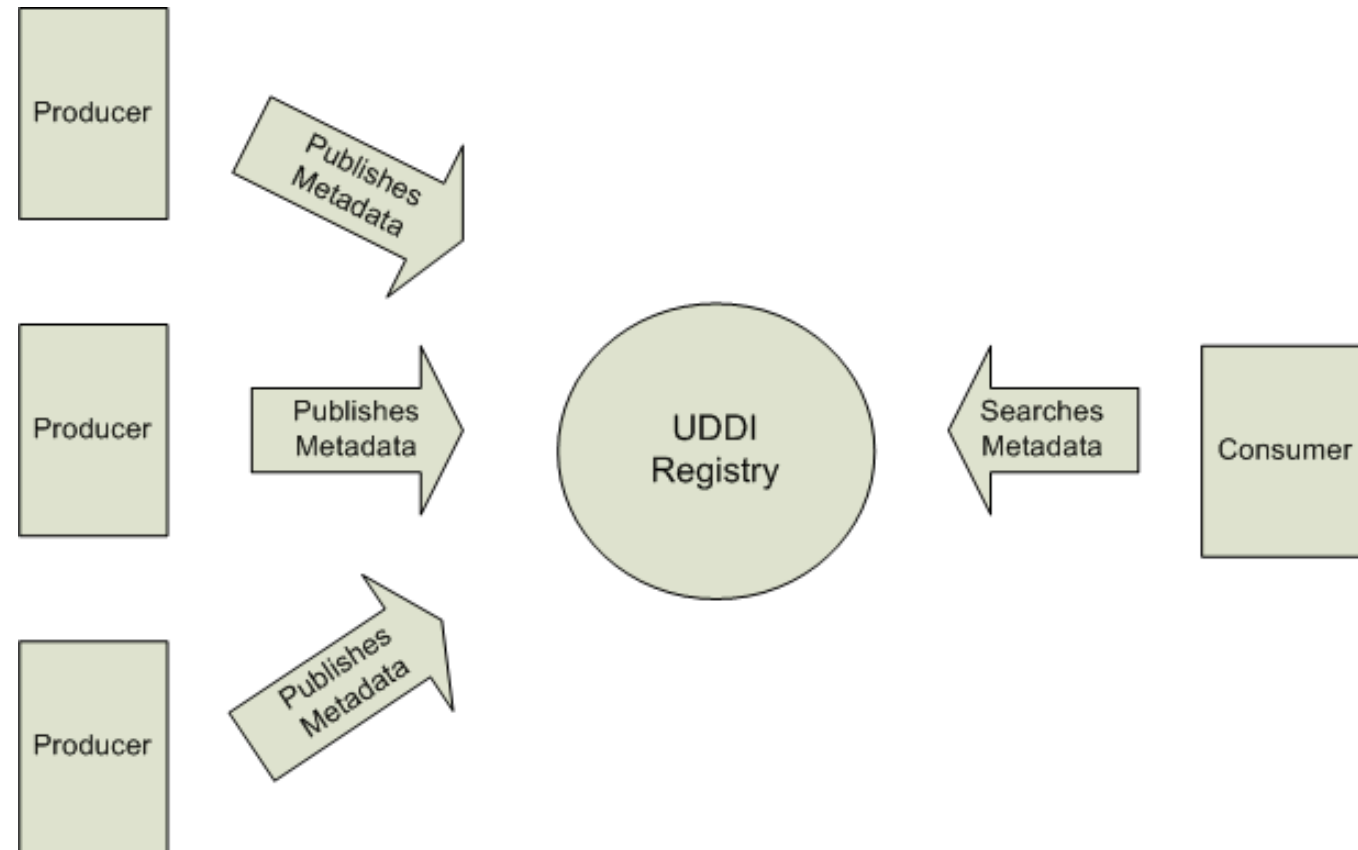 Producer
Publishes
Metadata
Producer
Publishes
Metadata
UDDI
Registry
Searches
Metadata
Consumer
Publishes
Metadata
Producer